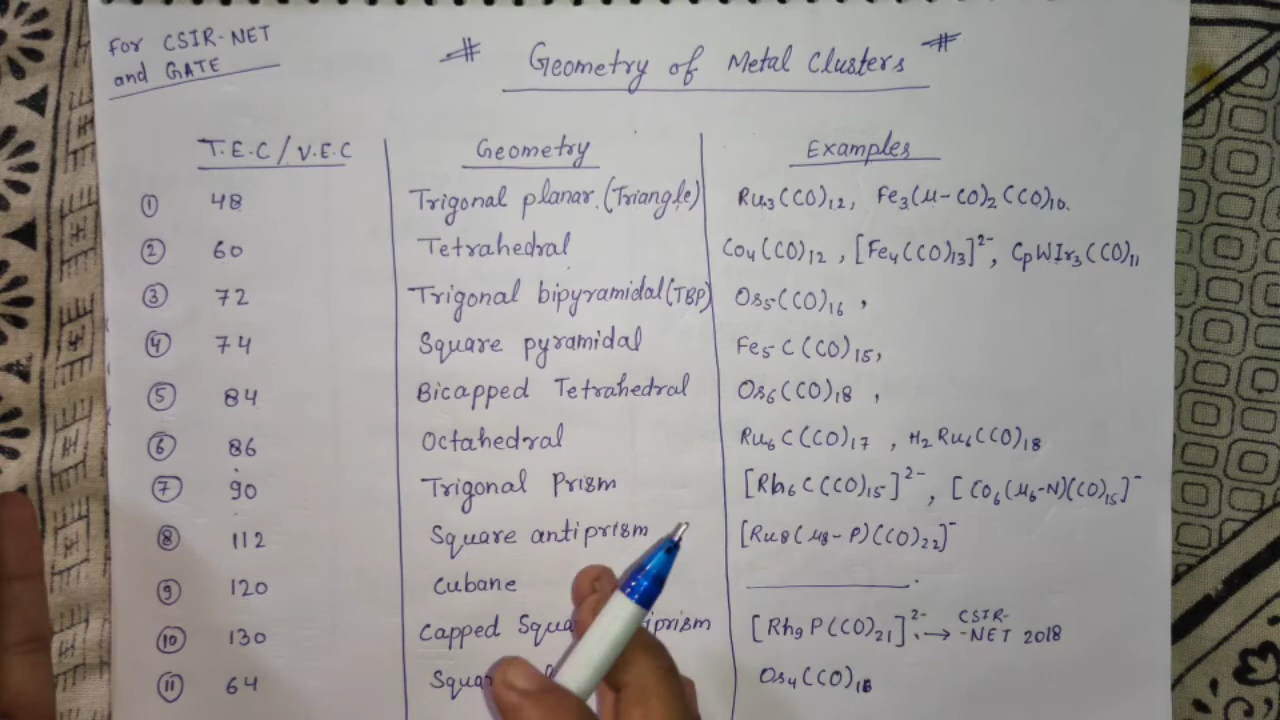 For CSIR-NET
and GATE
# Geometry of Metal Clusters #
T.E.C / V.E.C Geometry Examples
① 48 Trigonal planar (Triangle) Ru₃(CO)₁₂, Fe₃(μ-CO)₂(CO)₁₀.
② 60 Tetrahedral Co₄(CO)₁₂, [Fe₄(CO)₁₃]²⁻, CpWIr₃(CO)₁₁
③ 72 Trigonal bipyramidal(TBP) Os₅(CO)₁₆,
④ 74 Square pyramidal Fe₅C(CO)₁₅,
⑤ 84 Bicapped Tetrahedral Os₆(CO)₁₈,
⑥ 86 Octahedral Ru₆C(CO)₁₇, H₂Ru₆(CO)₁₈
⑦ 90 Trigonal Prism [Rh₆C(CO)₁₅]²⁻, [Co₆(μ₆-N)(CO)₁₅]⁻
⑧ 112 Square antiprism [Ru₈(μ₈-P)(CO)₂₂]⁻
⑨ 120 Cubane
⑩ 130 Capped [Rh₉P(CO)₂₁]²⁻. → CSIR-
-NET 2018
⑪ 64 Os₄(CO)₁₆